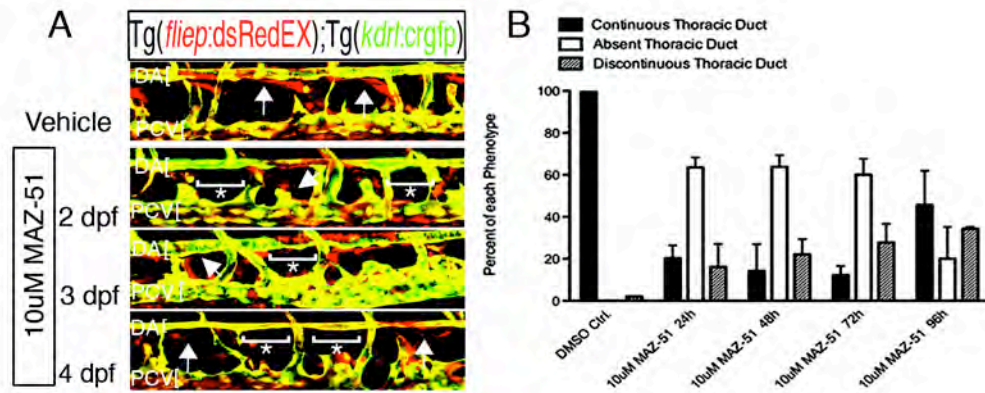 A
Tg(fliep:dsRedEX);Tg(kdrl:crgfp)
Vehicle
DA[
PCV[
10uM MAZ-51
2 dpf
DA[
*
*
PCV[
3 dpf
DA[
*
PCV[
4 dpf
DA[
*
*
PCV[
B
Continuous Thoracic Duct
Absent Thoracic Duct
Discontinuous Thoracic Duct
Percent of each Phenotype
100
80
60
40
20
0
DMSO Ctrl.
10uM MAZ-51 24h
10uM MAZ-51 48h
10uM MAZ-51 72h
10uM MAZ-51 96h